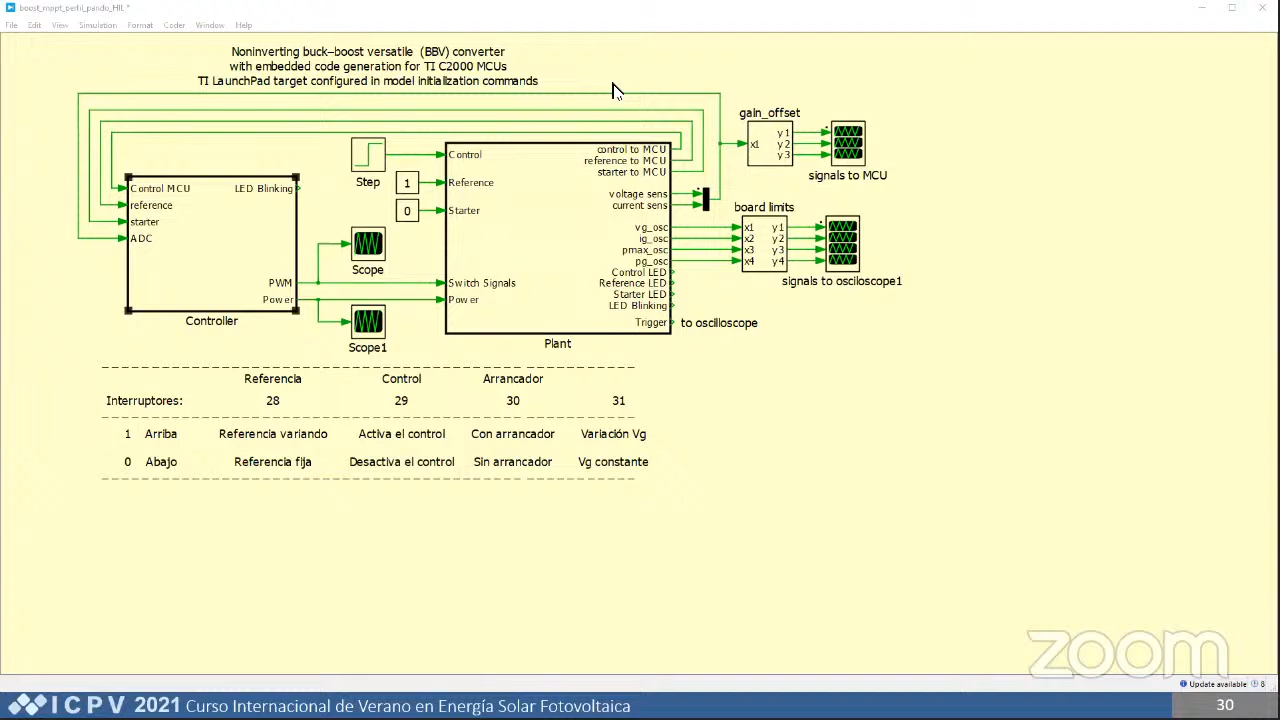 boost_mppt_perfil_pando_HIL *
File Edit View Simulation Format Coder Window Help
Noninverting buck-boost versatile (BBV) converter
with embedded code generation for TI C2000 MCUs
TI LaunchPad target configured in model initialization commands
Control MCU
reference
starter
ADC
LED Blinking
PWM
Power
Controller
Step
1
0
Scope
Scope1
Control
Reference
Starter
Switch Signals
Power
control to MCU
reference to MCU
starter to MCU
voltage sens
current sens
vg_osc
ig_osc
pmax_osc
pg_osc
Control LED
Reference LED
Starter LED
LED Blinking
Trigger
to osciloscope
Plant
gain_offset
x1
y1
y2
y3
signals to MCU
board limits
x1 y1
x2 y2
x3 y3
x4 y4
signals to osciloscope1
Referencia Control Arrancador
Interruptores: 28 29 30 31
1 Arriba Referencia variando Activa el control Con arrancador Variación Vg
0 Abajo Referencia fija Desactiva el control Sin arrancador Vg constante
zoom
Update available 8
ICPV 2021 Curso Internacional de Verano en Energía Solar Fotovoltaica 30